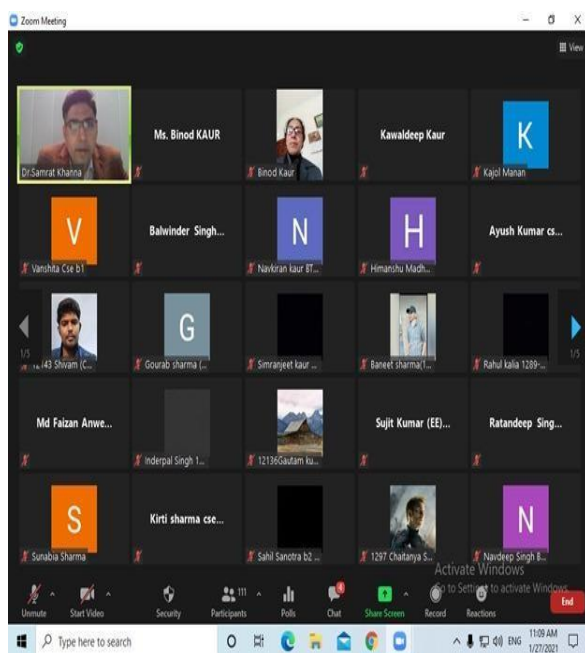 Zoom Meeting
View
Dr.Samrat Khanna
Ms. Binod KAUR
Binod Kaur
Kawaldeep Kaur
K
Kajol Manan
V
Vanshita Cse b1
Balwinder Singh...
N
Navkiran kaur BT...
H
Himanshu Madh...
Ayush Kumar cs...
1/5
12143 Shivam (C...
G
Gourab sharma (...
Simranjeet kaur ...
Baneet sharma(1...
Rahul kalia 1289-...
1/5
Md Faizan Anwe...
Inderpal Singh 1...
12136Gautam ku...
Sujit Kumar (EE)...
Ratandeep Sing...
S
Sunabia Sharma
Kirti sharma cse...
Sahil Sanotra b2 ...
1297 Chaitanya S...
N
Navdeep Singh B...
Activate Windows
Go to Settings to activate Windows.
Unmute
Start Video
Security
Participants
111
Polls
Chat
4
Share Screen
Record
Reactions
End
Type here to search
ENG
11:09 AM
1/27/2021